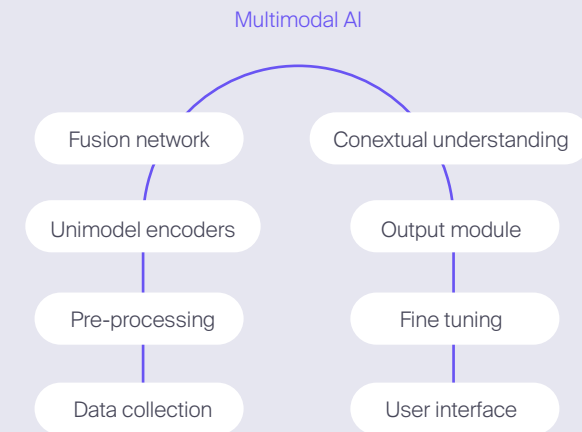 Multimodal AI
Fusion network
Conextual understanding
Unimodel encoders
Output module
Pre-processing
Fine tuning
Data collection
User interface